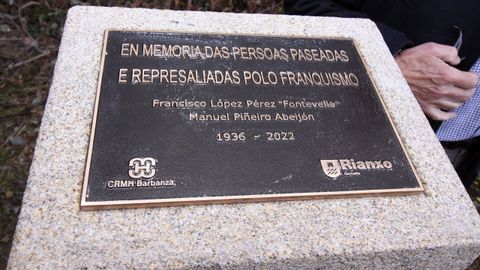 EN MEMORIA DAS PERSOAS PASEADAS
E REPRESALIADAS POLO FRANQUISMO
Francisco López Pérez "Fontevella"
Manuel Piñeiro Abeijón
1936 - 2022
CRMH Barbanza
Rianxo